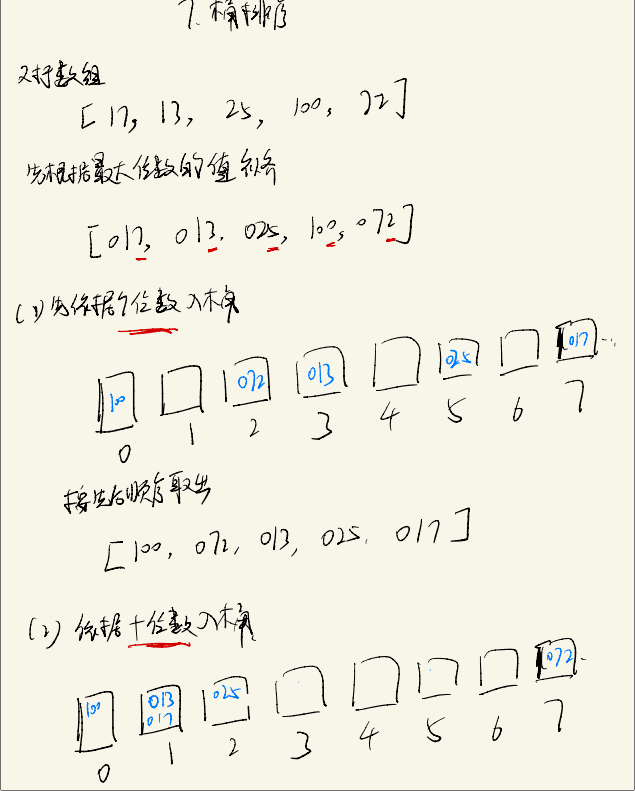 7. 桶排序
对于数组
[17, 13, 25, 100, 72]
先根据最大位数的值补齐
[017, 013, 025, 100, 072]
(1) 先依据个位数入桶
100 072 013 025 017 ...
0 1 2 3 4 5 6 7
按先后顺序取出
[100, 072, 013, 025, 017]
(2) 依据十位数入桶
100 013 025 072 ..
017
0 1 2 3 4 5 6 7